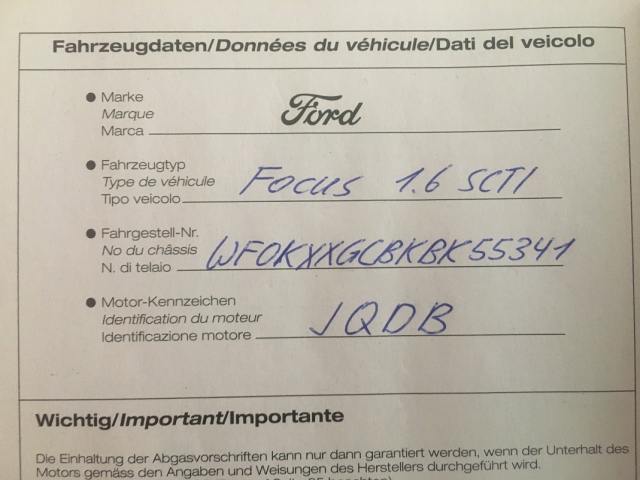 Fahrzeugdaten/Données du véhicule/Dati del veicolo
Marke
Marque
Marca
Ford
Fahrzeugtyp
Type de véhicule
Tipo veicolo
Focus 1.6 SCTI
Fahrgestell-Nr.
No du châssis
N. di telaio
WF0KXXGCBKBK55341
Motor-Kennzeichen
Identification du moteur
Identificazione motore
JQDB
Wichtig/Important/Importante
Die Einhaltung der Abgasvorschriften kann nur dann garantiert werden, wenn der Unterhalt des
Motors gemäss den Angaben und Weisungen des Herstellers durchgeführt wird.